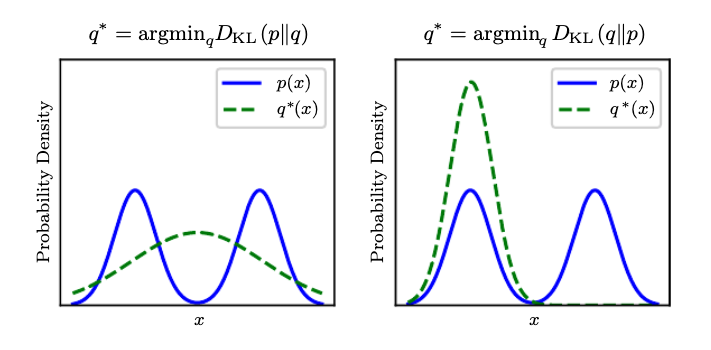 q* = argmin_q D_KL (p‖q)
p(x)
q*(x)
Probability Density
x
q* = argmin_q D_KL (q‖p)
p(x)
q*(x)
Probability Density
x